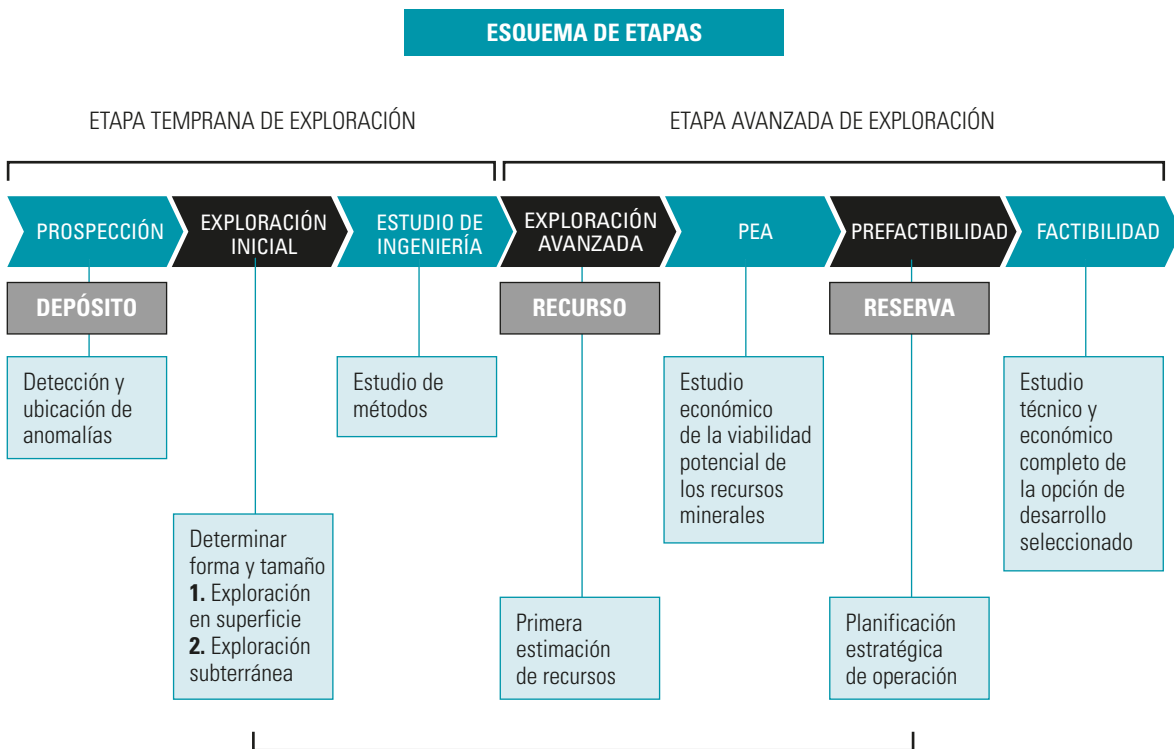 ESQUEMA DE ETAPAS
ETAPA TEMPRANA DE EXPLORACIÓN
ETAPA AVANZADA DE EXPLORACIÓN
PROSPECCIÓN
EXPLORACIÓN
INICIAL
ESTUDIO DE
INGENIERÍA
EXPLORACIÓN
AVANZADA
PEA
PREFACTIBILIDAD
FACTIBILIDAD
DEPÓSITO
RECURSO
RESERVA
Detección y
ubicación de
anomalías
Determinar
forma y tamaño
1. Exploración
en superficie
2. Exploración
subterránea
Estudio de
métodos
Primera
estimación
de recursos
Estudio
económico
de la viabilidad
potencial de
los recursos
minerales
Planificación
estratégica
de operación
Estudio
técnico y
económico
completo de
la opción de
desarrollo
seleccionado